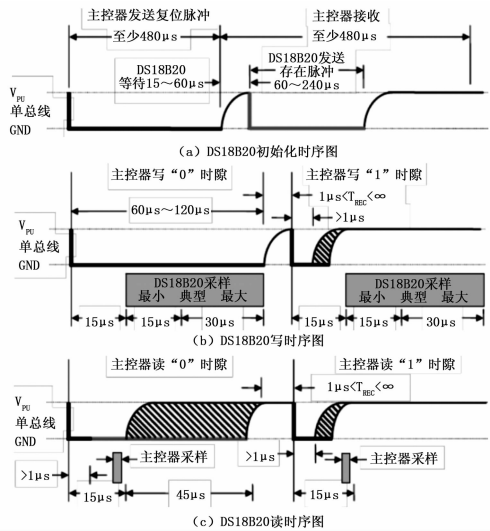 主控器发送复位脉冲 主控器接收
至少480μs 至少480μs
DS18B20 DS18B20发送
等待15～60μs 存在脉冲
60～240μs
VPU
单总线
GND
（a）DS18B20初始化时序图
主控器写“0”时隙 主控器写“1”时隙
60μs～120μs 1μs<TREC<∞
>1μs
VPU
单总线
GND
DS18B20采样 DS18B20采样
最小 典型 最大 最小 典型 最大
15μs 15μs 30μs 15μs 15μs 30μs
（b）DS18B20写时序图
主控器读“0”时隙 主控器读“1”时隙
1μs<TREC<∞
VPU
单总线
GND
主控器采样 >1μs 主控器采样
>1μs
15μs 45μs 15μs
（c）DS18B20读时序图